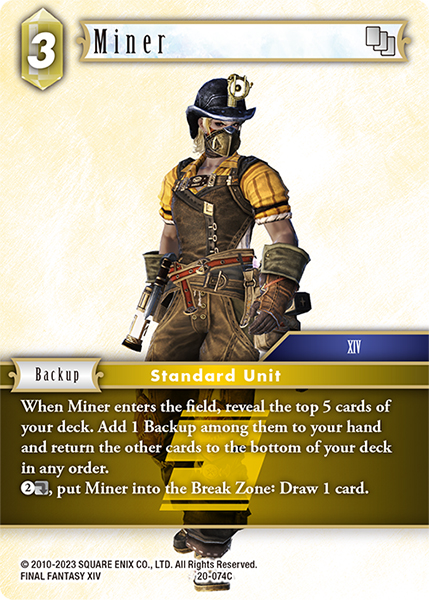 3
Miner
XIV
Backup
Standard Unit
When Miner enters the field, reveal the top 5 cards of
your deck. Add 1 Backup among them to your hand
and return the other cards to the bottom of your deck
in any order.
2, put Miner into the Break Zone: Draw 1 card.
© 2010-2023 SQUARE ENIX CO., LTD. All Rights Reserved.
FINAL FANTASY XIV
20-074C